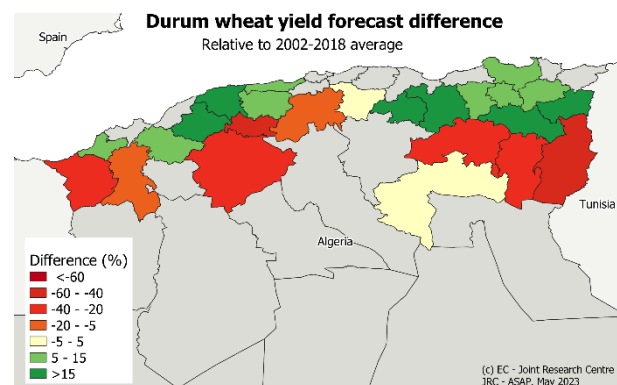 Durum wheat yield forecast difference
Relative to 2002-2018 average
Spain
Tunisia
Algeria
Difference (%)
<-60
-60 - -40
-40 - -20
-20 - -5
-5 - 5
5 - 15
>15
(c) EC - Joint Research Centre
JRC - ASAP, May 2023